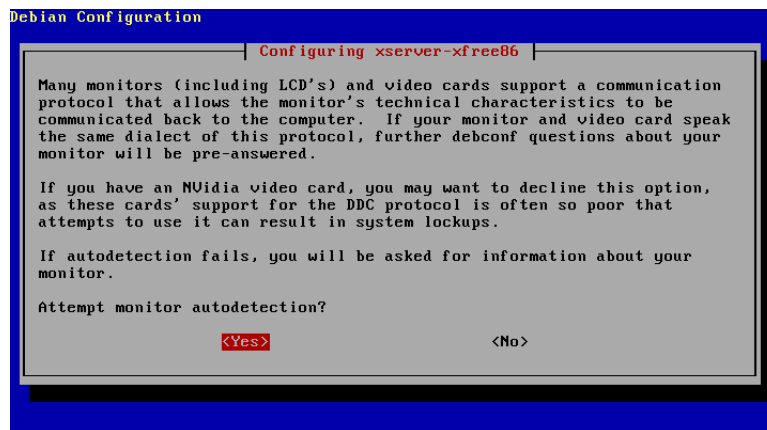 Debian Configuration
Configuring xserver-xfree86
Many monitors (including LCD's) and video cards support a communication
protocol that allows the monitor's technical characteristics to be
communicated back to the computer.  If your monitor and video card speak
the same dialect of this protocol, further debconf questions about your
monitor will be pre-answered.
If you have an NVidia video card, you may want to decline this option,
as these cards' support for the DDC protocol is often so poor that
attempts to use it can result in system lockups.
If autodetection fails, you will be asked for information about your
monitor.
Attempt monitor autodetection?
<Yes> <No>